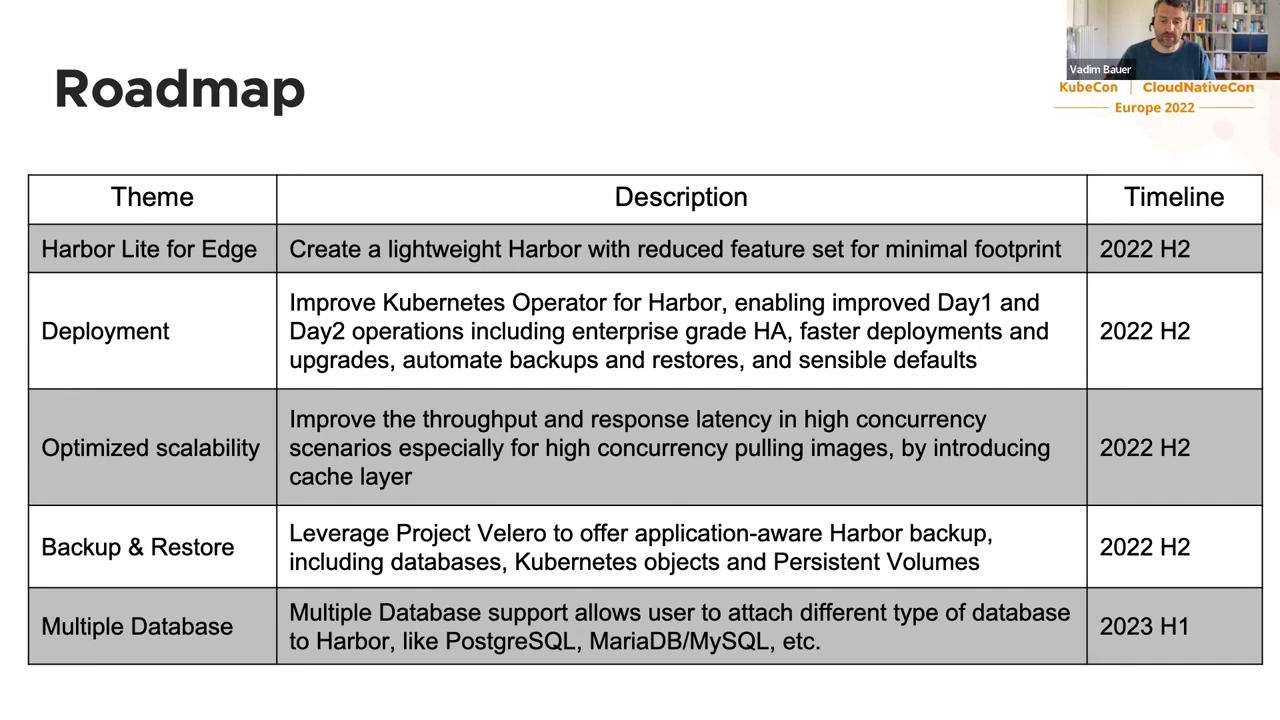 Vadim Bauer
KubeCon | CloudNativeCon
Europe 2022
Roadmap
Theme Description Timeline
Harbor Lite for Edge Create a lightweight Harbor with reduced feature set for minimal footprint 2022 H2
Deployment
Improve Kubernetes Operator for Harbor, enabling improved Day1 and
Day2 operations including enterprise grade HA, faster deployments and
upgrades, automate backups and restores, and sensible defaults
2022 H2
Optimized scalability
Improve the throughput and response latency in high concurrency
scenarios especially for high concurrency pulling images, by introducing
cache layer
2022 H2
Backup & Restore
Leverage Project Velero to offer application-aware Harbor backup,
including databases, Kubernetes objects and Persistent Volumes
2022 H2
Multiple Database
Multiple Database support allows user to attach different type of database
to Harbor, like PostgreSQL, MariaDB/MySQL, etc.
2023 H1